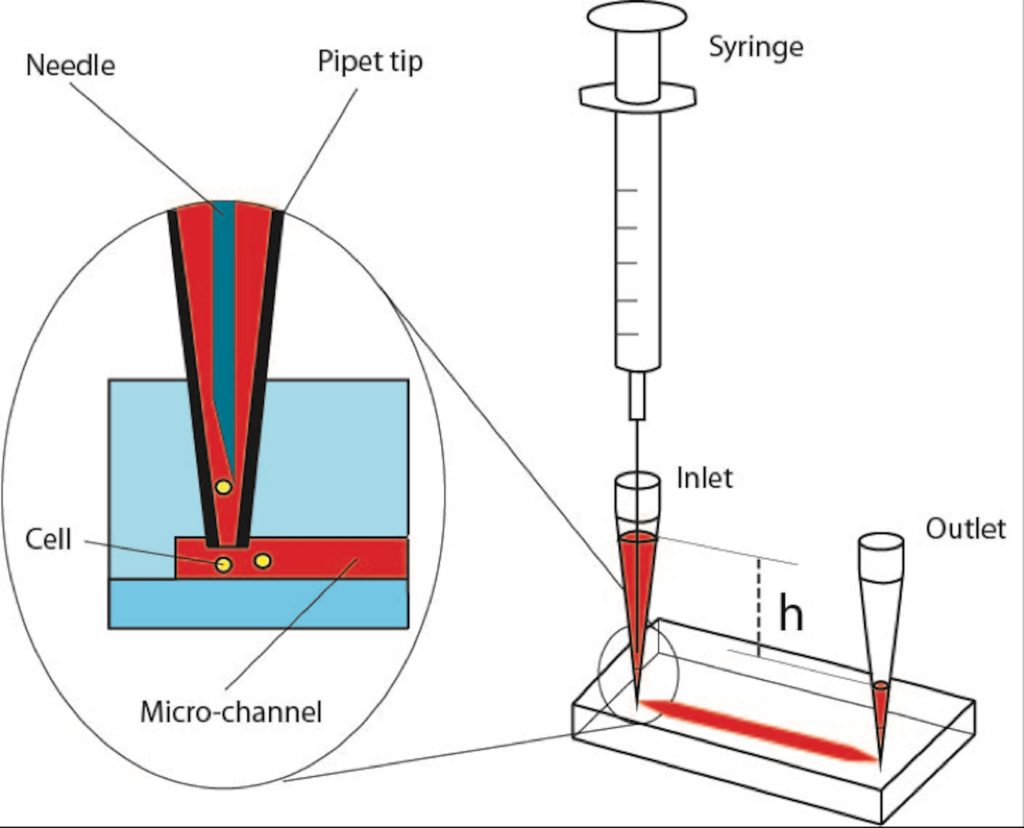 Needle
Pipet tip
Syringe
Inlet
Outlet
h
Cell
Micro-channel